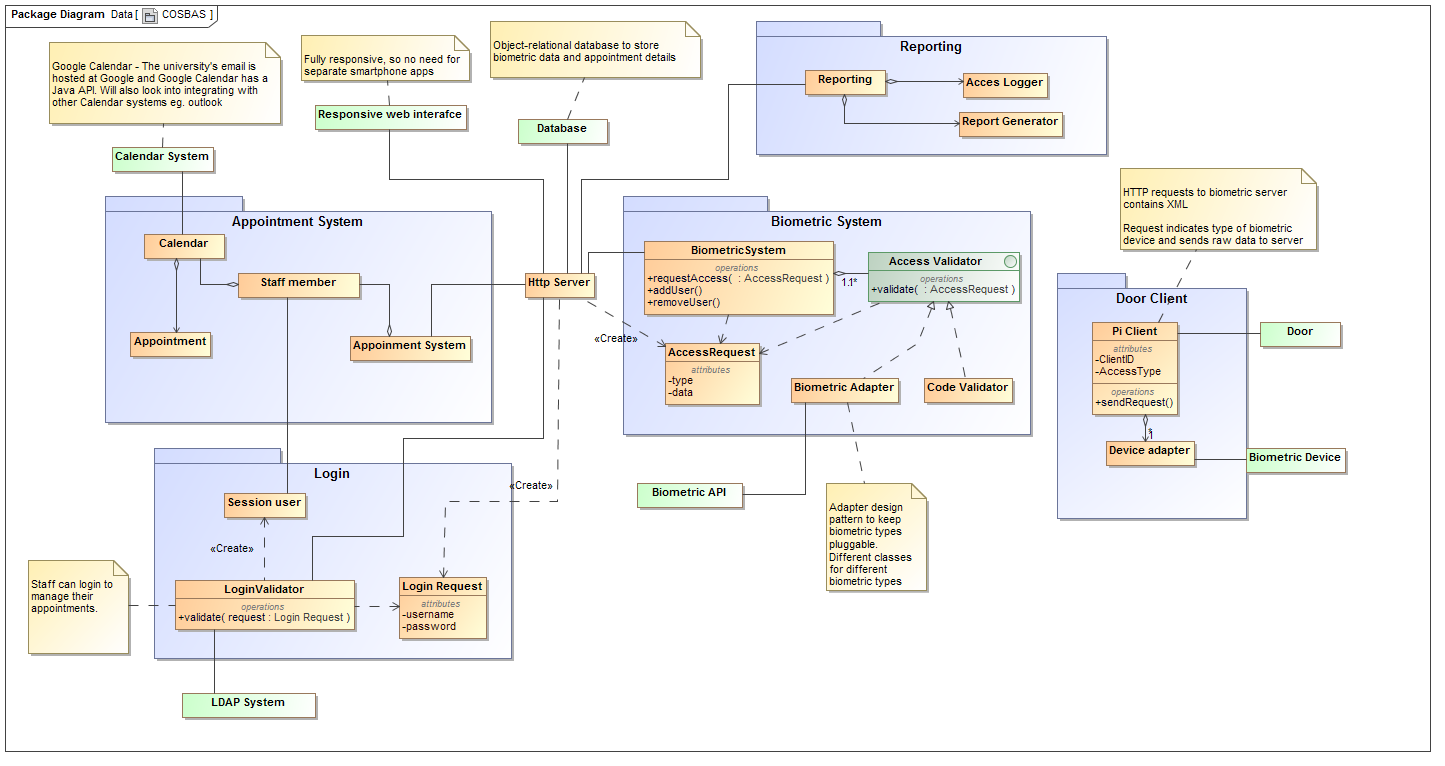 Package Diagram Data [ COSBAS ]
Google Calendar - The university's email is
hosted at Google and Google Calendar has a
Java API. Will also look into integrating with
other Calendar systems eg. outlook
Fully responsive, so no need for
separate smartphone apps
Object-relational database to store
biometric data and appointment details
Calendar System
Responsive web interafce
Database
Reporting
Reporting
Acces Logger
Report Generator
HTTP requests to biometric server
contains XML
Request indicates type of biometric
device and sends raw data to server
Appointment System
Calendar
Staff member
Appointment
Appoinment System
Http Server
«Create»
«Create»
Biometric System
BiometricSystem
operations
+requestAccess( : AccessRequest )
+addUser()
+removeUser()
1..1*
Access Validator
operations
+validate( : AccessRequest )
AccessRequest
attributes
-type
-data
Biometric Adapter
Code Validator
Biometric API
Adapter design
pattern to keep
biometric types
pluggable.
Different classes
for different
biometric types
Door Client
Pi Client
attributes
-ClientID
-AccessType
operations
+sendRequest()
Device adapter
Door
Biometric Device
Login
Session user
«Create»
LoginValidator
operations
+validate( request : Login Request )
Login Request
attributes
-username
-password
Staff can login to
manage their
appointments.
LDAP System